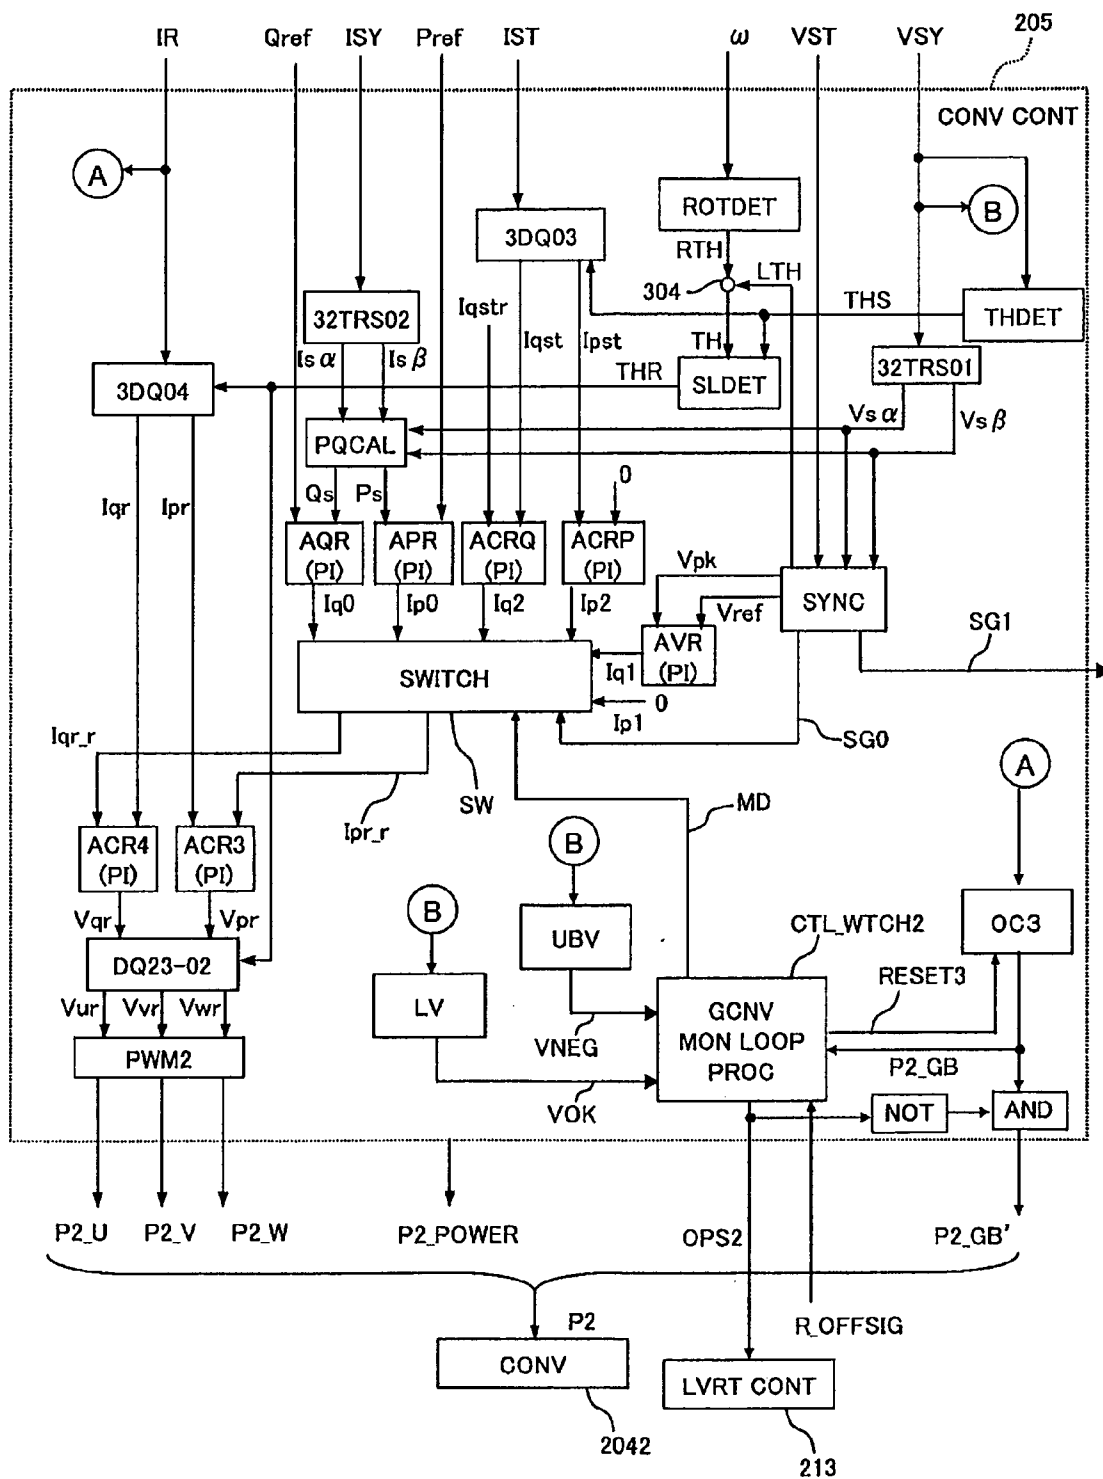 205
IR
Qref
ISY
Pref
IST
ω
VST
VSY
CONV CONT
A
ROTDET
B
3DQ03
RTH
LTH
304
THS
THDET
32TRS02
Iqstr
Iqst
Ipst
TH
Isα
Isβ
THR
SLDET
32TRS01
3DQ04
Vsα
Vsβ
PQCAL
Iqr
Ipr
Qs
Ps
0
AQR
(PI)
APR
(PI)
ACRQ
(PI)
ACRP
(PI)
Vpk
SYNC
Iq0
Ip0
Iq2
Ip2
Vref
SG1
AVR
(PI)
SWITCH
Iq1
0
Ip1
Iqr_r
SG0
A
SW
MD
Ipr_r
ACR4
(PI)
ACR3
(PI)
B
B
OC3
Vqr
Vpr
CTL_WTCH2
UBV
DQ23-02
RESET3
LV
Vur
Vvr
Vwr
GCNV
MON LOOP
PROC
VNEG
PWM2
P2_GB
VOK
NOT
AND
P2_U
P2_V
P2_W
P2_POWER
OPS2
P2_GB'
P2
R_OFFSIG
CONV
LVRT CONT
2042
213